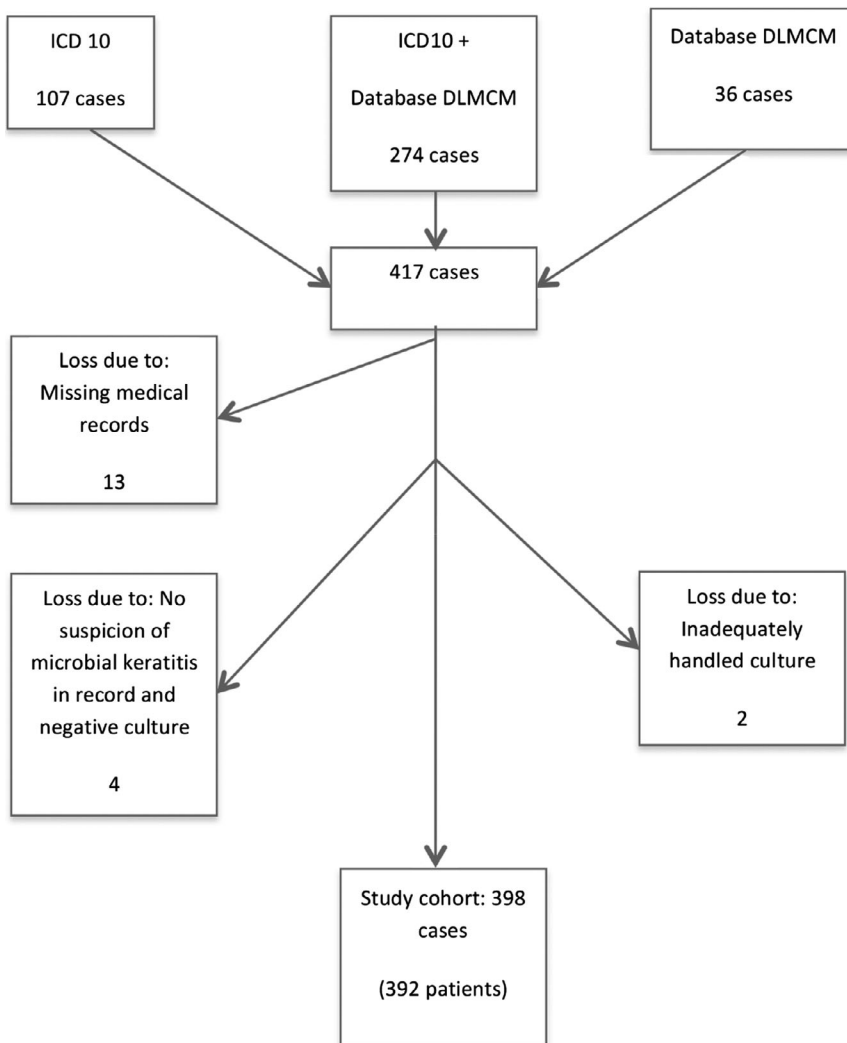 ICD 10
107 cases
ICD10 +
Database DLMCM
274 cases
Database DLMCM
36 cases
417 cases
Loss due to:
Missing medical
records
13
Loss due to: No
suspicion of
microbial keratitis
in record and
negative culture
4
Loss due to:
Inadequately
handled culture
2
Study cohort: 398
cases
(392 patients)